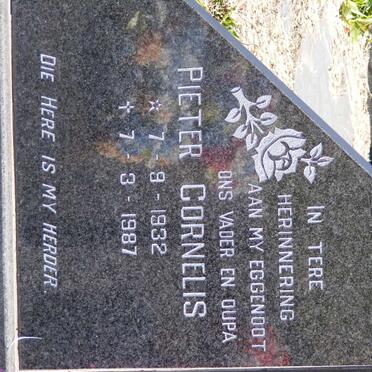 IN TERE
HERINNERING
AAN MY EGGENOOT
ONS VADER EN OUPA
PIETER CORNELIS
☆ 7 - 9 - 1932
✝ 7 - 3 - 1987
DIE HERE IS MY HERDER.